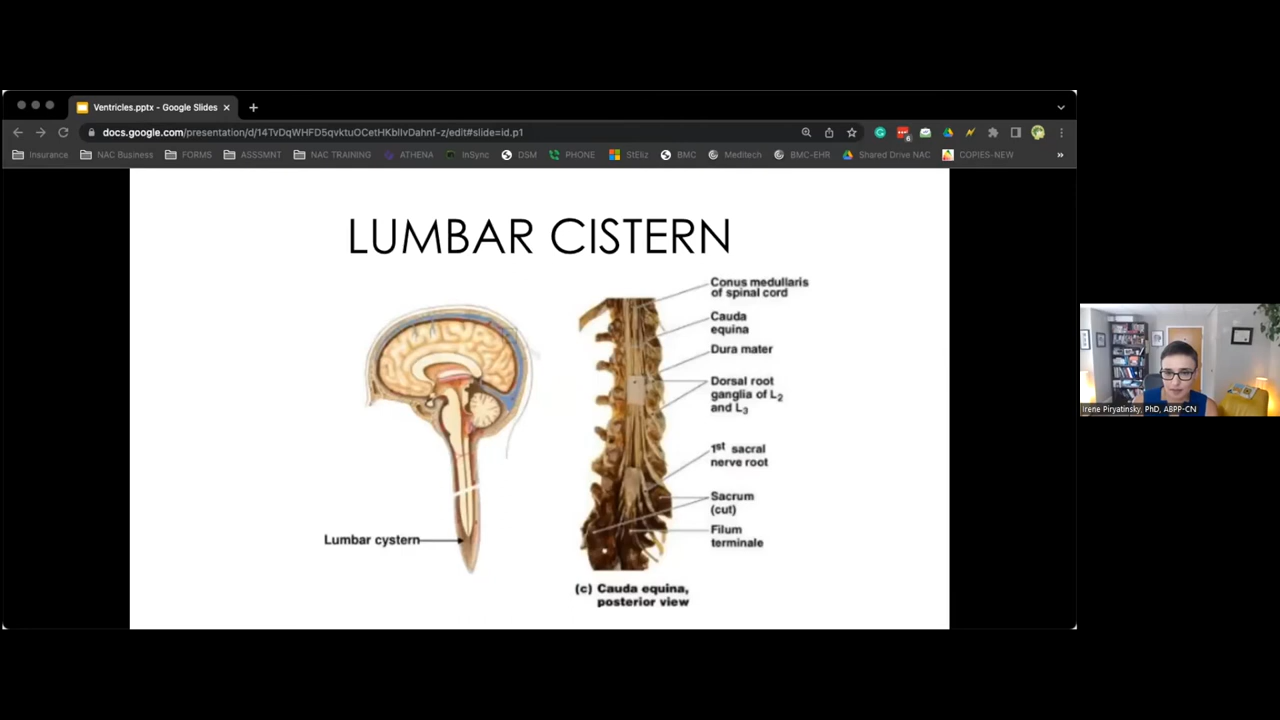 Ventricles.pptx - Google Slides
docs.google.com/presentation/d/14TvDqWHFD5qvktuOCetHKblIvDahnf-z/edit#slide=id.p1
Insurance NAC Business FORMS ASSSMNT NAC TRAINING ATHENA InSync DSM PHONE StEliz BMC Meditech BMC-EHR Shared Drive NAC COPIES-NEW
LUMBAR CISTERN
Conus medullaris
of spinal cord
Cauda
equina
Dura mater
Dorsal root
ganglia of L2
and L3
1st sacral
nerve root
Sacrum
(cut)
Filum
terminale
Lumbar cystern
(c) Cauda equina,
posterior view
Irene Piryatinsky, PhD, ABPP-CN